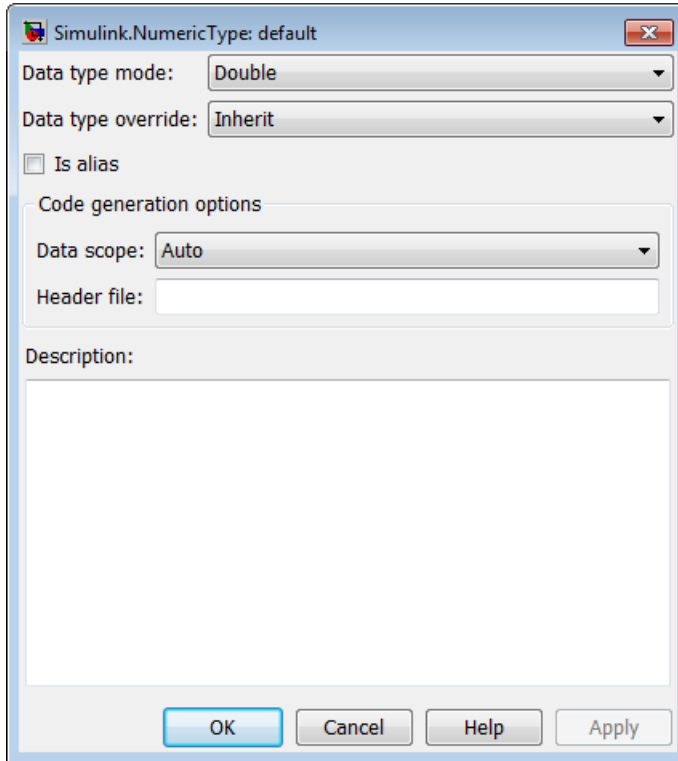 Simulink.NumericType: default
Data type mode: Double
Data type override: Inherit
Is alias
Code generation options
Data scope: Auto
Header file:
Description:
OK Cancel Help Apply